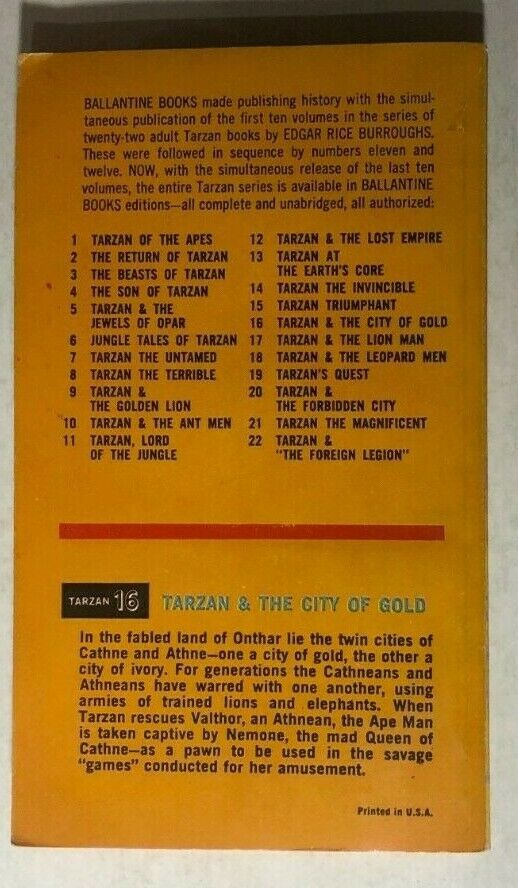 BALLANTINE BOOKS made publishing history with the simul-
taneous publication of the first ten volumes in the series of
twenty-two adult Tarzan books by EDGAR RICE BURROUGHS.
These were followed in sequence by numbers eleven and
twelve. NOW, with the simultaneous release of the last ten
volumes, the entire Tarzan series is available in BALLANTINE
BOOKS editions—all complete and unabridged, all authorized:
1 TARZAN OF THE APES
2 THE RETURN OF TARZAN
3 THE BEASTS OF TARZAN
4 THE SON OF TARZAN
5 TARZAN & THE
JEWELS OF OPAR
6 JUNGLE TALES OF TARZAN
7 TARZAN THE UNTAMED
8 TARZAN THE TERRIBLE
9 TARZAN &
THE GOLDEN LION
10 TARZAN & THE ANT MEN
11 TARZAN, LORD
OF THE JUNGLE
12 TARZAN & THE LOST EMPIRE
13 TARZAN AT
THE EARTH'S CORE
14 TARZAN THE INVINCIBLE
15 TARZAN TRIUMPHANT
16 TARZAN & THE CITY OF GOLD
17 TARZAN & THE LION MAN
18 TARZAN & THE LEOPARD MEN
19 TARZAN'S QUEST
20 TARZAN &
THE FORBIDDEN CITY
21 TARZAN THE MAGNIFICENT
22 TARZAN &
"THE FOREIGN LEGION"
TARZAN 16 TARZAN & THE CITY OF GOLD
In the fabled land of Onthar lie the twin cities of
Cathne and Athne—one a city of gold, the other a
city of ivory. For generations the Cathneans and
Athneans have warred with one another, using
armies of trained lions and elephants. When
Tarzan rescues Valthor, an Athnean, the Ape Man
is taken captive by Nemone, the mad Queen of
Cathne—as a pawn to be used in the savage
"games" conducted for her amusement.
Printed in U.S.A.